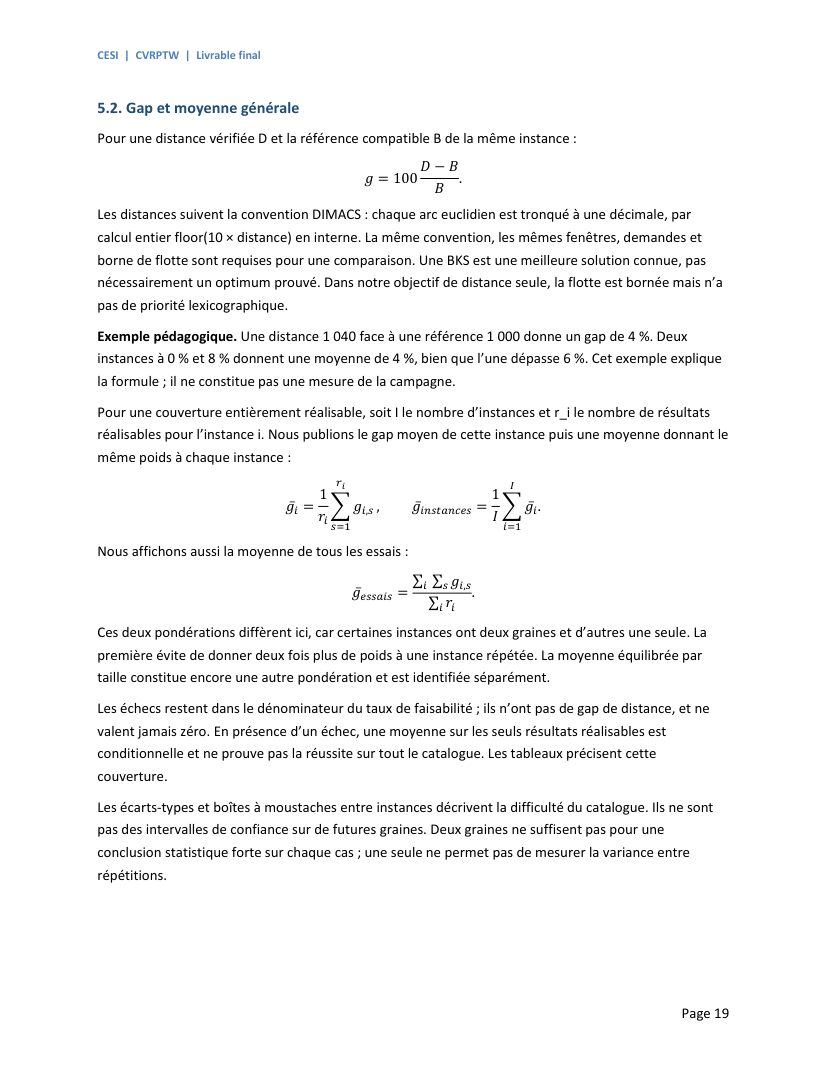 CESI | CVRPTW | Livrable final
5.2. Gap et moyenne générale
Pour une distance vérifiée D et la référence compatible B de la même instance :
g = 100 (D − B)/B.
Les distances suivent la convention DIMACS : chaque arc euclidien est tronqué à une décimale, par
calcul entier floor(10 × distance) en interne. La même convention, les mêmes fenêtres, demandes et
borne de flotte sont requises pour une comparaison. Une BKS est une meilleure solution connue, pas
nécessairement un optimum prouvé. Dans notre objectif de distance seule, la flotte est bornée mais n’a
pas de priorité lexicographique.
Exemple pédagogique. Une distance 1 040 face à une référence 1 000 donne un gap de 4 %. Deux
instances à 0 % et 8 % donnent une moyenne de 4 %, bien que l’une dépasse 6 %. Cet exemple explique
la formule ; il ne constitue pas une mesure de la campagne.
Pour une couverture entièrement réalisable, soit I le nombre d’instances et r_i le nombre de résultats
réalisables pour l’instance i. Nous publions le gap moyen de cette instance puis une moyenne donnant le
même poids à chaque instance :
ḡ_i = 1/r_i ∑_{s=1}^{r_i} g_{i,s} , ḡ_{instances} = 1/I ∑_{i=1}^{I} ḡ_i.
Nous affichons aussi la moyenne de tous les essais :
ḡ_{essais} = (∑_i ∑_s g_{i,s})/(∑_i r_i).
Ces deux pondérations diffèrent ici, car certaines instances ont deux graines et d’autres une seule. La
première évite de donner deux fois plus de poids à une instance répétée. La moyenne équilibrée par
taille constitue encore une autre pondération et est identifiée séparément.
Les échecs restent dans le dénominateur du taux de faisabilité ; ils n’ont pas de gap de distance, et ne
valent jamais zéro. En présence d’un échec, une moyenne sur les seuls résultats réalisables est
conditionnelle et ne prouve pas la réussite sur tout le catalogue. Les tableaux précisent cette
couverture.
Les écarts-types et boîtes à moustaches entre instances décrivent la difficulté du catalogue. Ils ne sont
pas des intervalles de confiance sur de futures graines. Deux graines ne suffisent pas pour une
conclusion statistique forte sur chaque cas ; une seule ne permet pas de mesurer la variance entre
répétitions.
Page 19